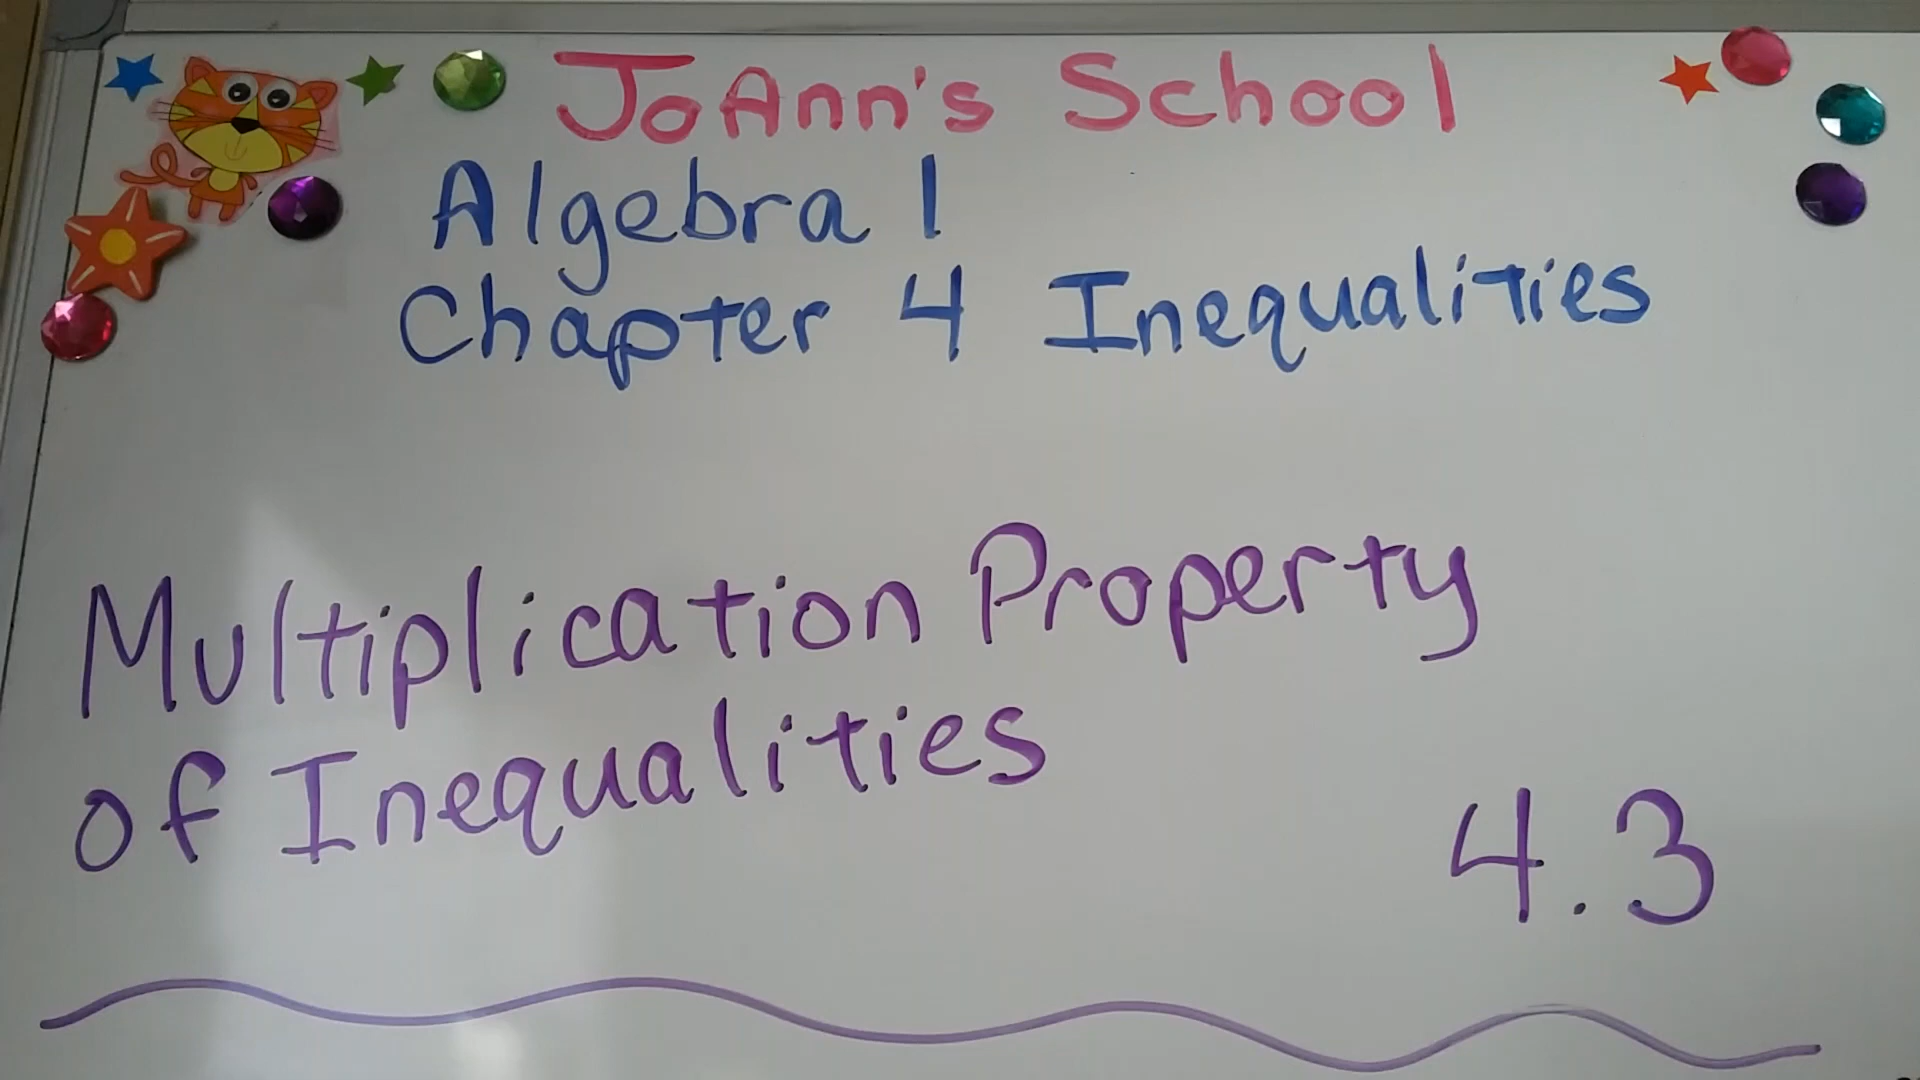 JoAnn's School
Algebra 1
Chapter 4 Inequalities
Multiplication Property
of Inequalities
4.3